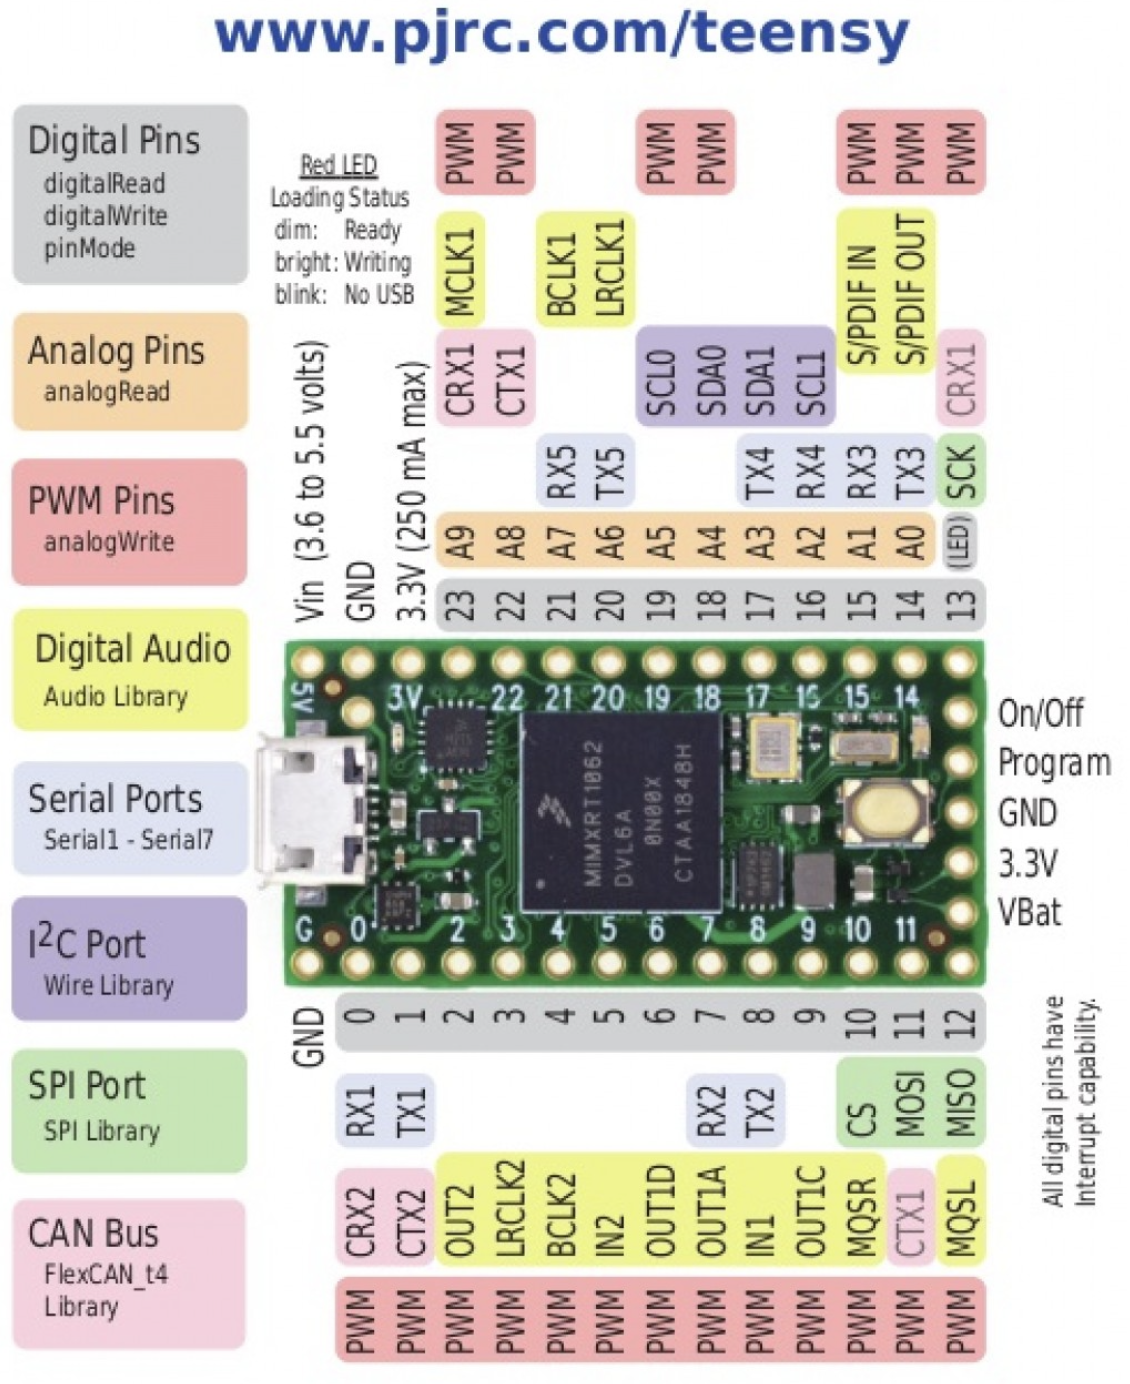 www.pjrc.com/teensy
Digital Pins
digitalRead
digitalWrite
pinMode
Analog Pins
analogRead
PWM Pins
analogWrite
Digital Audio
Audio Library
Serial Ports
Serial1 - Serial7
I²C Port
Wire Library
SPI Port
SPI Library
CAN Bus
FlexCAN_t4
Library
Red LED
Loading Status
dim: Ready
bright: Writing
blink: No USB
Vin (3.6 to 5.5 volts)
GND
3.3V (250 mA max)
PWM PWM PWM PWM PWM PWM PWM
MCLK1 BCLK1 LRCLK1 S/PDIF IN S/PDIF OUT
CRX1 CTX1 SCL0 SDA0 SDA1 SCL1 CRX1
RX5 TX5 TX4 RX4 RX3 TX3 SCK
A9 A8 A7 A6 A5 A4 A3 A2 A1 A0 (LED)
23 22 21 20 19 18 17 16 15 14 13
5V 3V 22 21 20 19 18 17 16 15 14
MIMXRT1062
DVL6A
0N00X
CTAA1848H
G 0 2 3 4 5 6 7 8 9 10 11
On/Off
Program
GND
3.3V
VBat
GND 0 1 2 3 4 5 6 7 8 9 10 11 12
RX1 TX1 RX2 TX2 CS MOSI MISO
CRX2 CTX2 OUT2 LRCLK2 BCLK2 IN2 OUT1D OUT1A IN1 OUT1C MQSR CTX1 MQSL
PWM PWM PWM PWM PWM PWM PWM PWM PWM PWM PWM PWM PWM
All digital pins have
Interrupt capability.